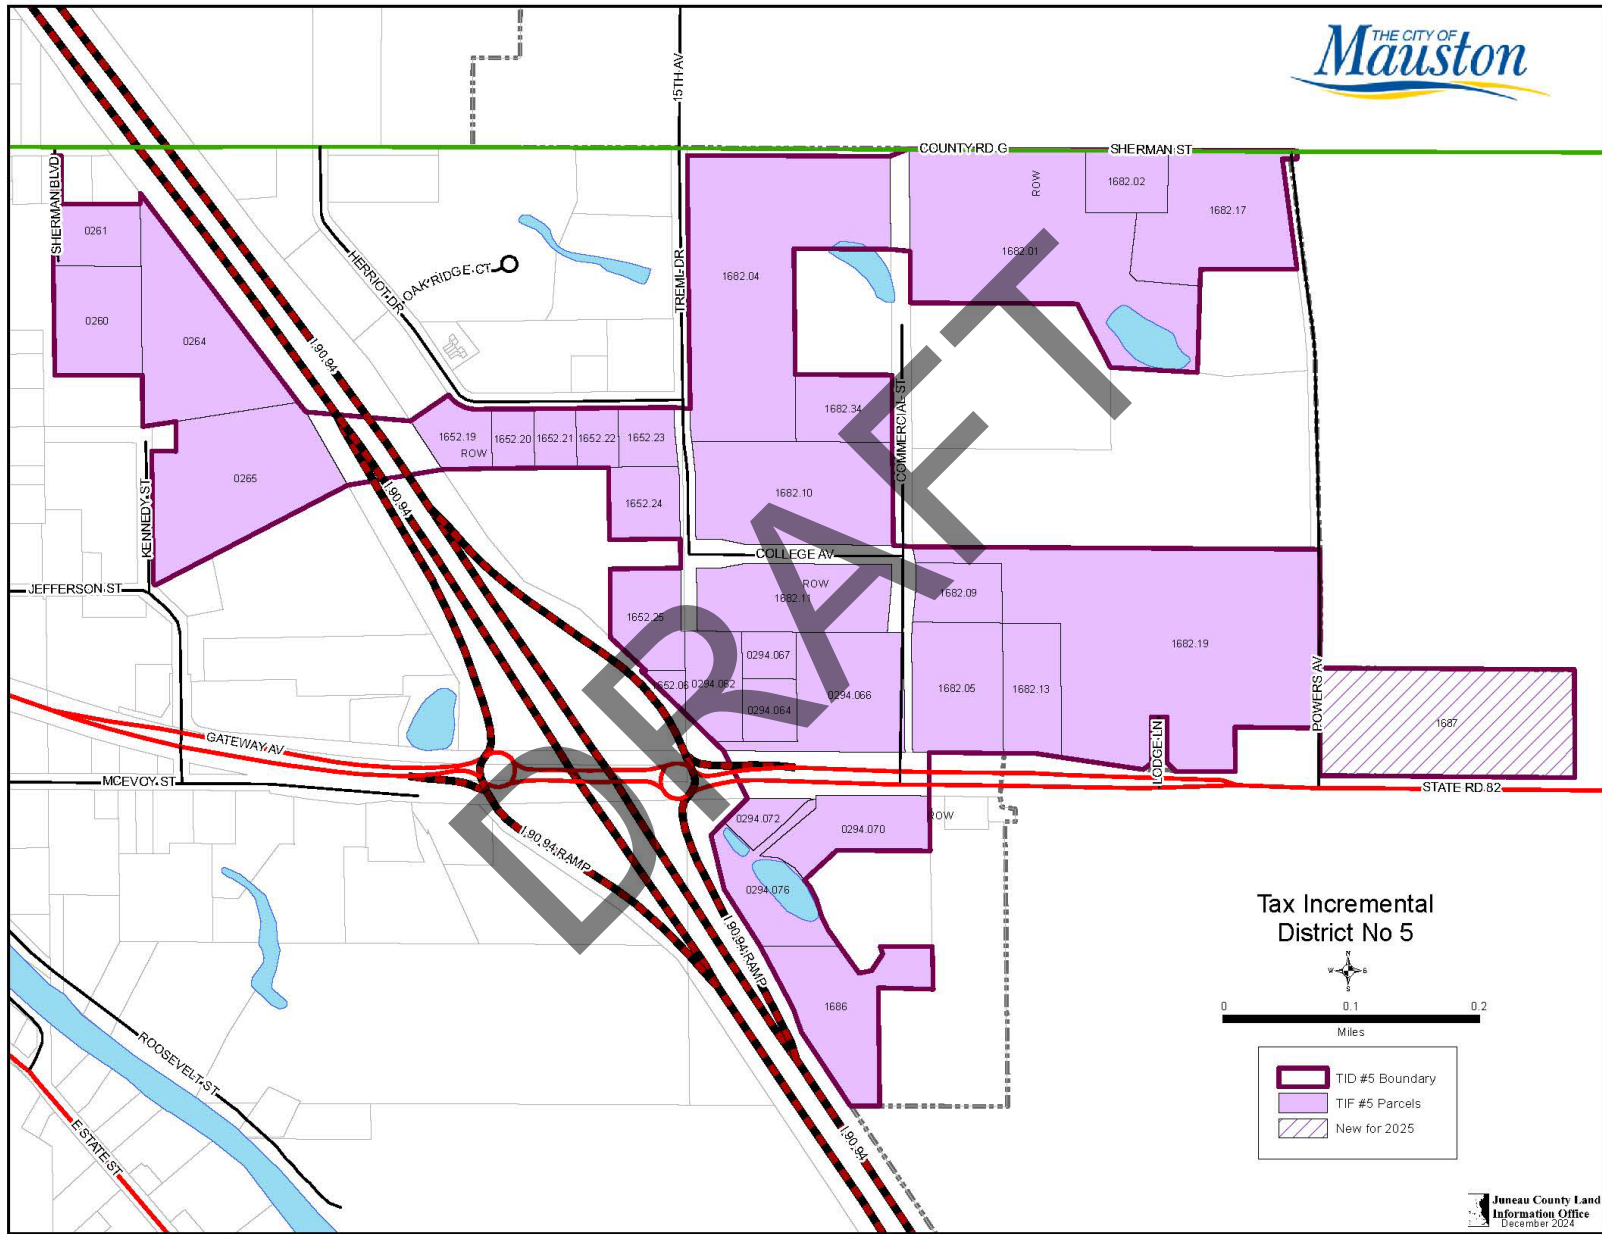 THE CITY OF
Mauston
15TH AV
COUNTY RD G
SHERMAN ST
SHERMAN BLVD
ROW
1682.02
1682.17
0261
HERRIOT DR
OAK RIDGE CT
TREML DR
1682.04
1682.01
0260
0264
I 90.94
1682.34
COMMERCIAL ST
1652.19
ROW
1652.20
1652.21
1652.22
1652.23
0265
I 90.94
1652.24
1682.10
KENNEDY ST
COLLEGE AV
JEFFERSON ST
ROW
1682.11
1682.09
1652.25
1682.19
0294.067
1652.06
0294.062
0294.066
1682.05
1682.13
0294.064
POWERS AV
1687
LODGE LN
GATEWAY AV
MCEVOY ST
STATE RD 82
0294.072
0294.070
ROW
I 90.94 RAMP
0294.076
I 90.94 RAMP
1686
ROOSEVELT ST
E STATE ST
I 90.94
DRAFT
Tax Incremental
District No 5
N
W E
S
0 0.1 0.2
Miles
TID #5 Boundary
TIF #5 Parcels
New for 2025
Juneau County Land
Information Office
December 2024